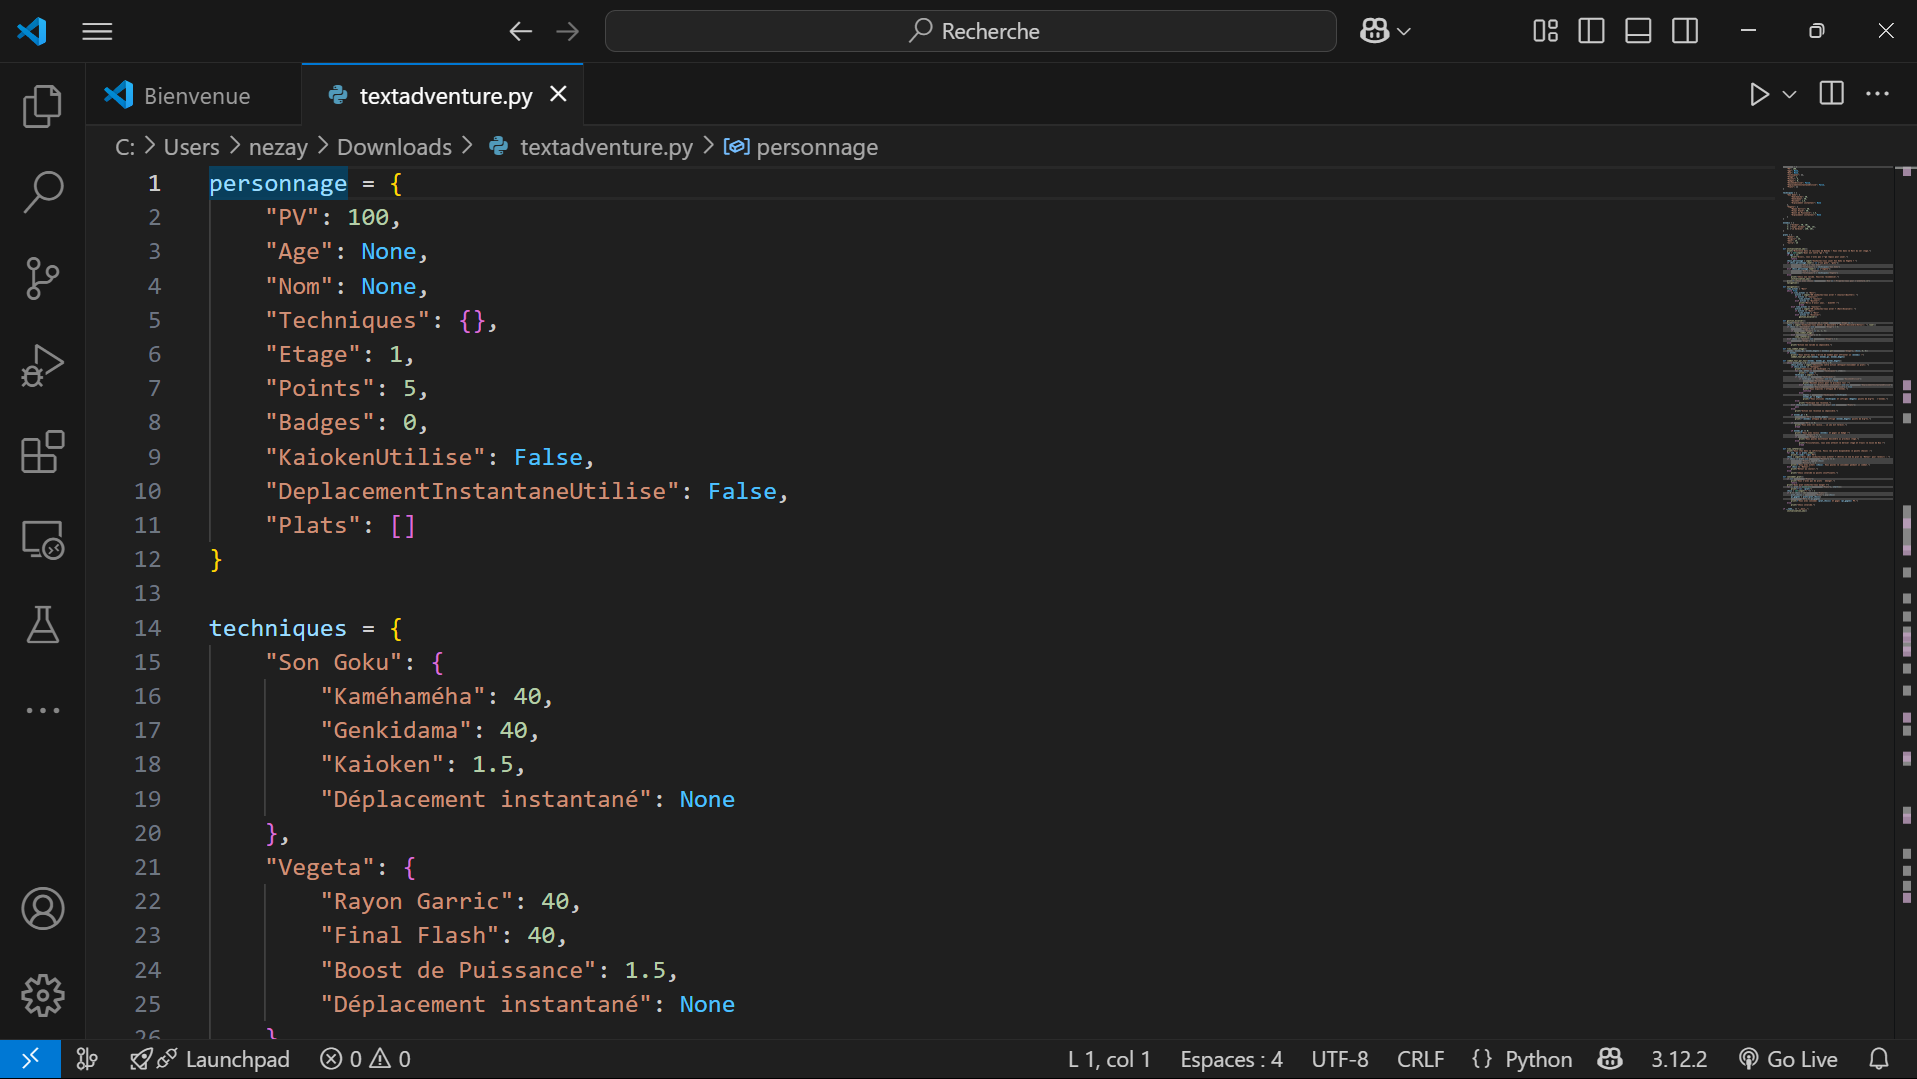 Recherche
Bienvenue
textadventure.py
C: > Users > nezay > Downloads > textadventure.py > personnage
1 personnage = {
2     "PV": 100,
3     "Age": None,
4     "Nom": None,
5     "Techniques": {},
6     "Etage": 1,
7     "Points": 5,
8     "Badges": 0,
9     "KaiokenUtilise": False,
10     "DeplacementInstantaneUtilise": False,
11     "Plats": []
12 }
13
14 techniques = {
15     "Son Goku": {
16         "Kaméhaméha": 40,
17         "Genkidama": 40,
18         "Kaioken": 1.5,
19         "Déplacement instantané": None
20     },
21     "Vegeta": {
22         "Rayon Garric": 40,
23         "Final Flash": 40,
24         "Boost de Puissance": 1.5,
25         "Déplacement instantané": None
26     }
Launchpad 0 0 L 1, col 1 Espaces : 4 UTF-8 CRLF {} Python 3.12.2 Go Live